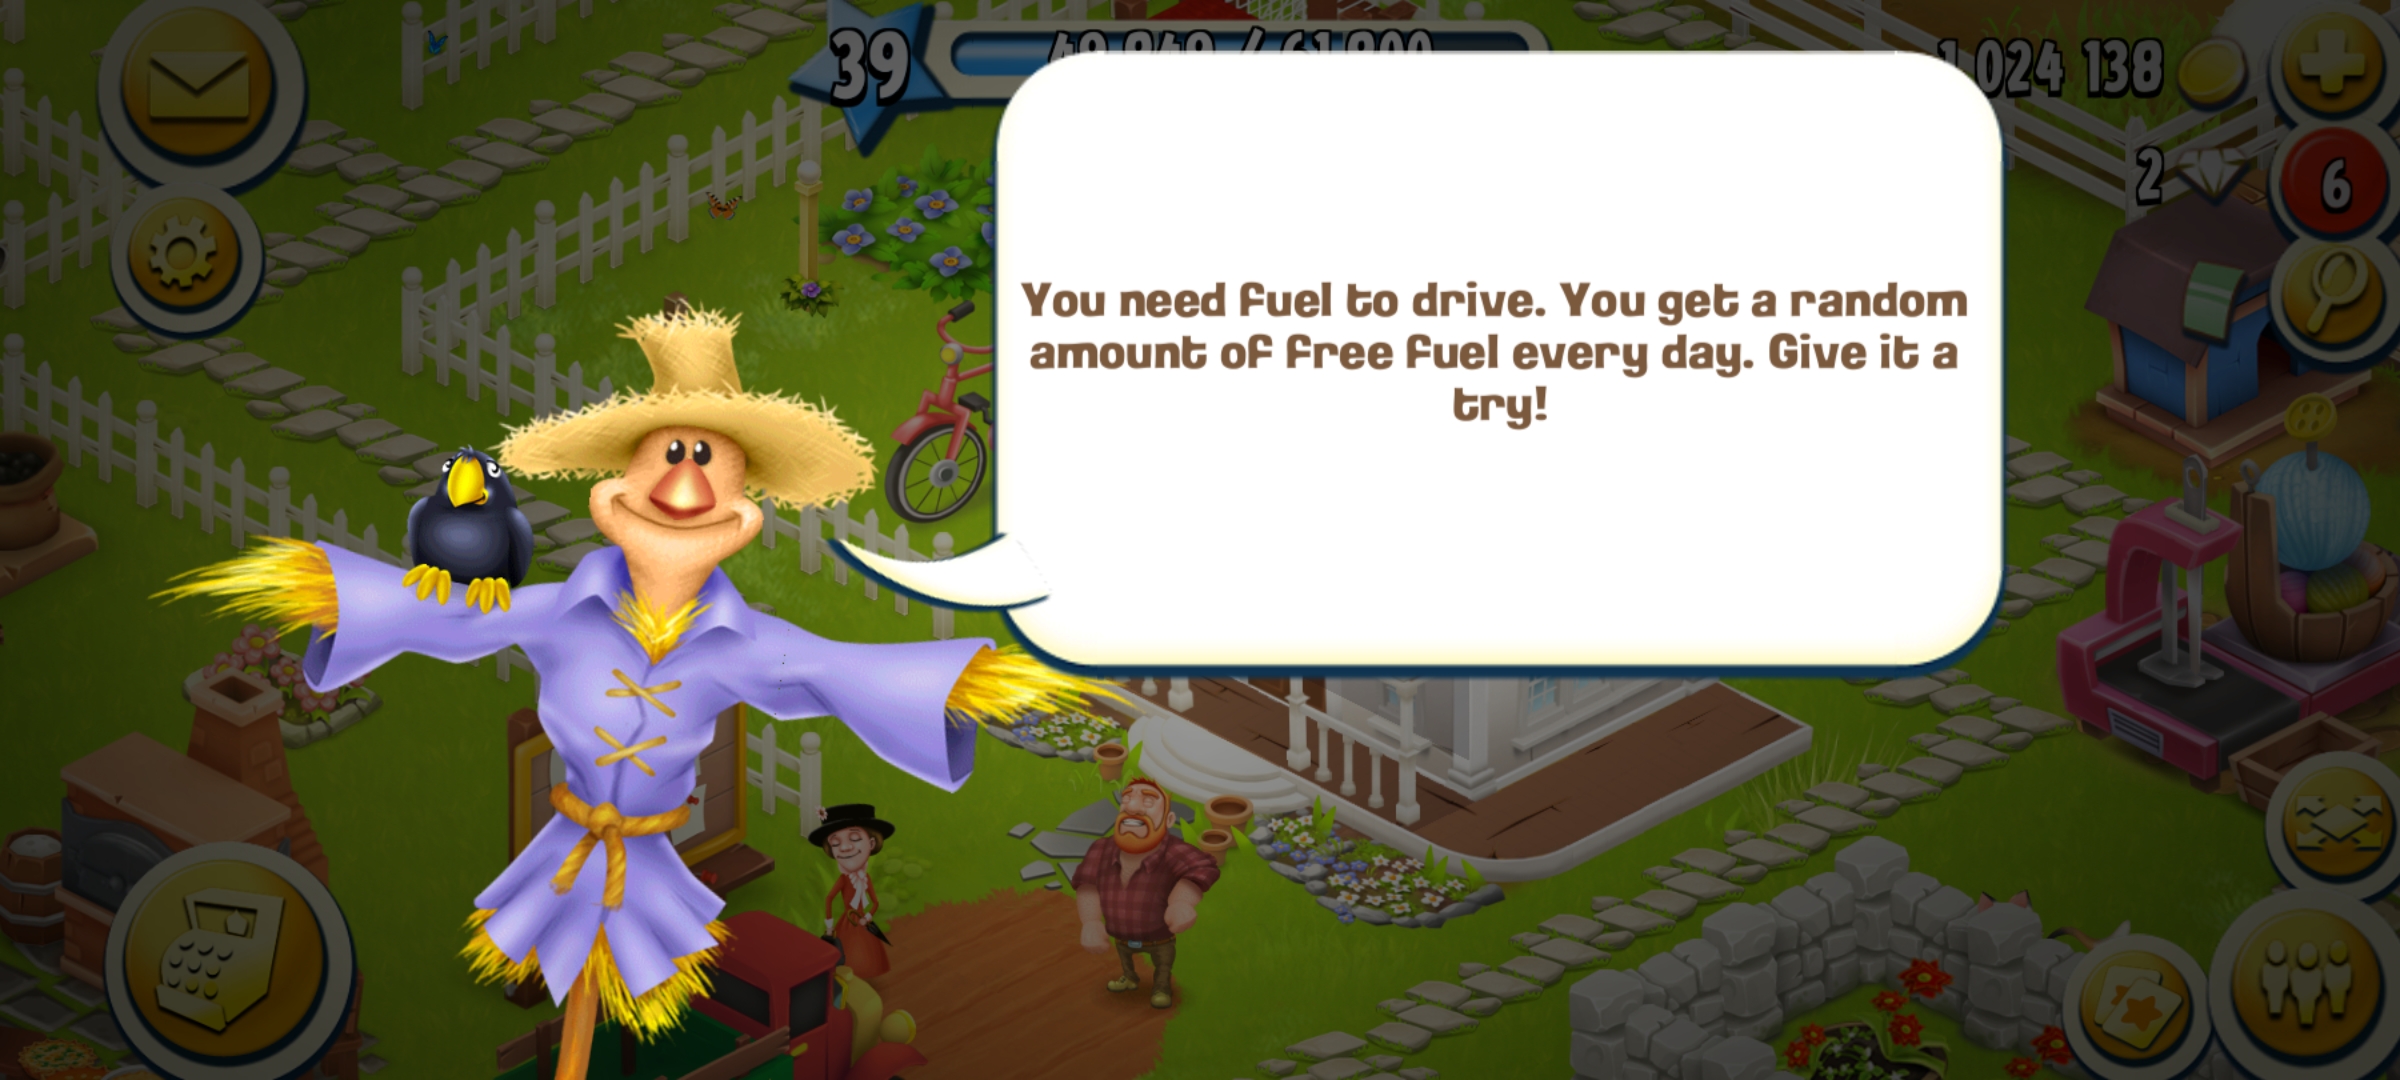 39
1 024 138
2
6
You need fuel to drive. You get a random
amount of free fuel every day. Give it a
try!